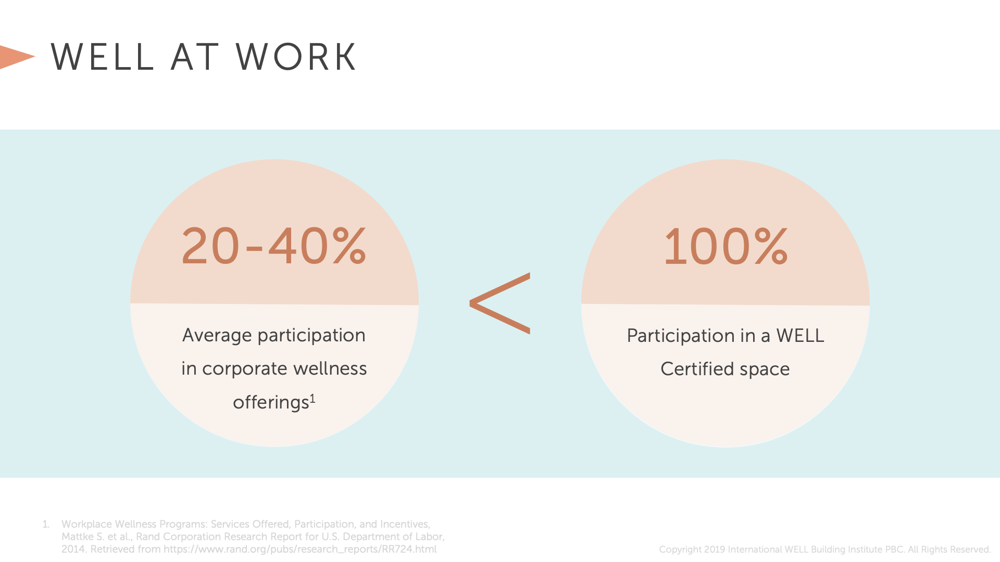 WELL AT WORK
20-40%
Average participation
in corporate wellness
offerings¹
<
100%
Participation in a WELL
Certified space
1. Workplace Wellness Programs: Services Offered, Participation, and Incentives,
Mattke S. et al., Rand Corporation Research Report for U.S. Department of Labor,
2014. Retrieved from https://www.rand.org/pubs/research_reports/RR724.html
Copyright 2019 International WELL Building Institute PBC. All Rights Reserved.